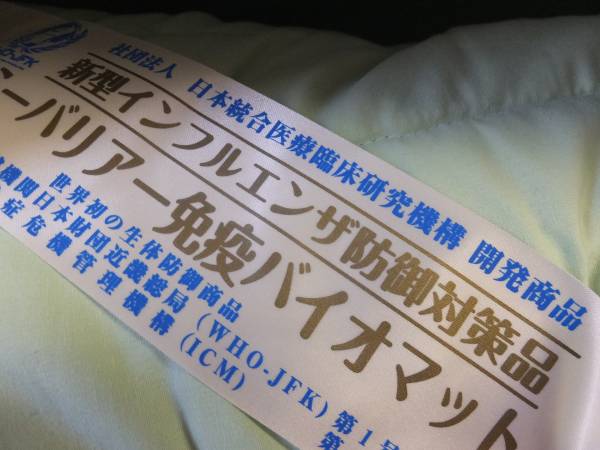 -JFK
社団法人 日本統合医療臨床研究機構 開発商品
新型インフルエンザ防御対策品
ーバリアー免疫バイオマット
世界初の生体防御商品
機関日本財団近畿総局(WHO-JFK)第1号
症危機管理機構(ICM) 第